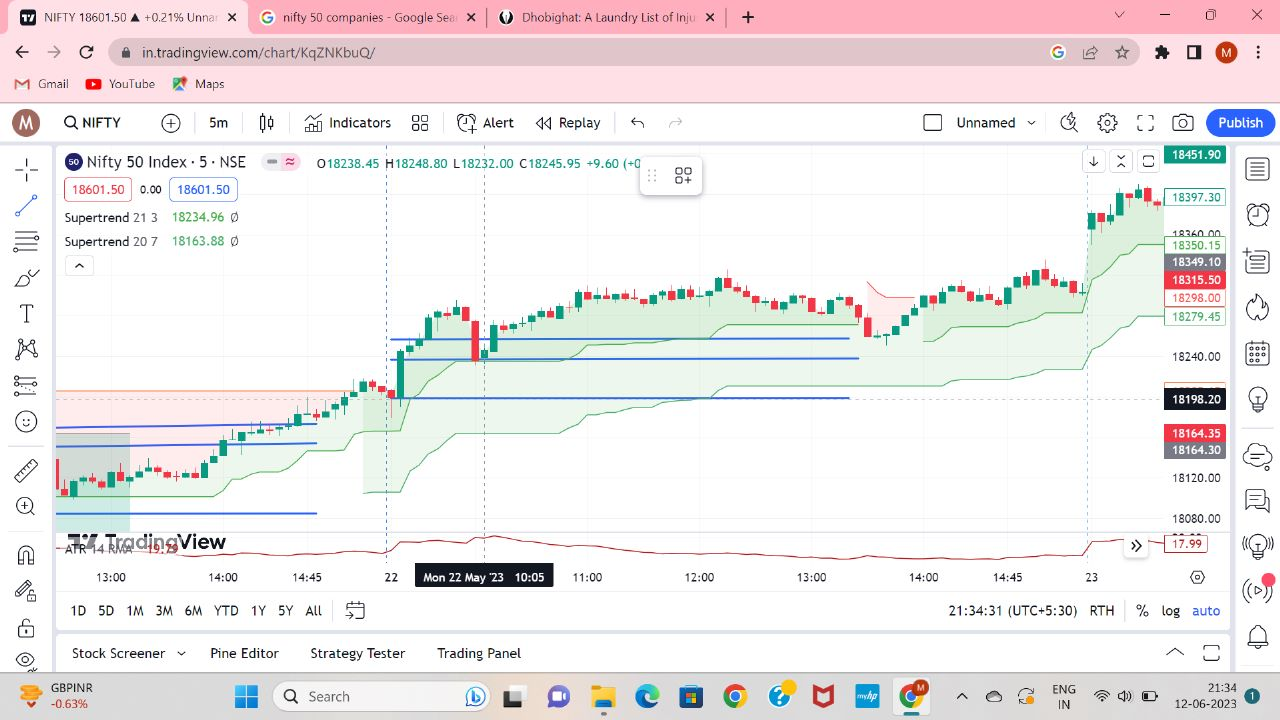 NIFTY 18601.50 ▲ +0.21% Unnar
nifty 50 companies - Google Sea
Dhobighat: A Laundry List of Inju
in.tradingview.com/chart/KqZNKbuQ/
M
Gmail YouTube Maps
M NIFTY 5m Indicators Alert Replay Unnamed Publish
50 Nifty 50 Index · 5 · NSE O18238.45 H18248.80 L18232.00 C18245.95 +9.60 (+0
18601.50 0.00 18601.50
Supertrend 21 3 18234.96 Ø
Supertrend 20 7 18163.88 Ø
18451.90
18397.30
18360.00
18350.15
18349.10
18315.50
18298.00
18279.45
18240.00
18198.20
18164.35
18164.30
18120.00
18080.00
TradingView
ATR 14 RMA 19.79
17.99
13:00 14:00 14:45 22 Mon 22 May '23 10:05 11:00 12:00 13:00 14:00 14:45 23
1D 5D 1M 3M 6M YTD 1Y 5Y All 21:34:31 (UTC+5:30) RTH % log auto
Stock Screener Pine Editor Strategy Tester Trading Panel
GBPINR
-0.63%
Search
myhp
M
ENG
IN
21:34
12-06-2023
1